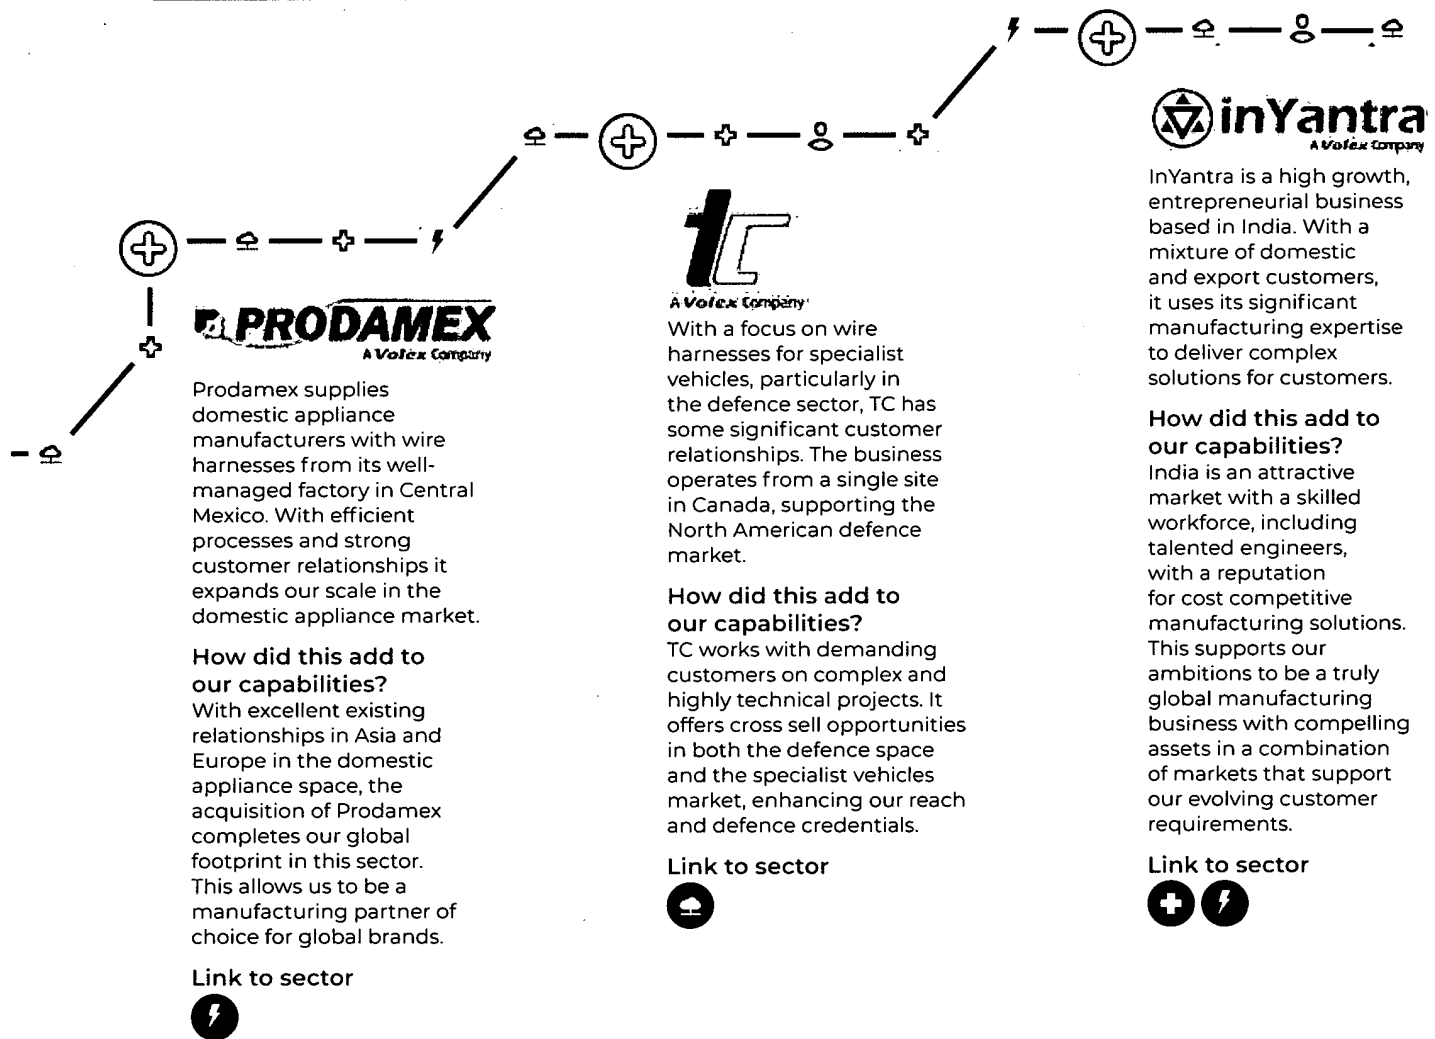 PRODAMEX
A Volex Company
Prodamex supplies
domestic appliance
manufacturers with wire
harnesses from its well-
managed factory in Central
Mexico. With efficient
processes and strong
customer relationships it
expands our scale in the
domestic appliance market.
How did this add to
our capabilities?
With excellent existing
relationships in Asia and
Europe in the domestic
appliance space, the
acquisition of Prodamex
completes our global
footprint in this sector.
This allows us to be a
manufacturing partner of
choice for global brands.
Link to sector
tc
A Volex Company
With a focus on wire
harnesses for specialist
vehicles, particularly in
the defence sector, TC has
some significant customer
relationships. The business
operates from a single site
in Canada, supporting the
North American defence
market.
How did this add to
our capabilities?
TC works with demanding
customers on complex and
highly technical projects. It
offers cross sell opportunities
in both the defence space
and the specialist vehicles
market, enhancing our reach
and defence credentials.
Link to sector
inYantra
A Volex Company
InYantra is a high growth,
entrepreneurial business
based in India. With a
mixture of domestic
and export customers,
it uses its significant
manufacturing expertise
to deliver complex
solutions for customers.
How did this add to
our capabilities?
India is an attractive
market with a skilled
workforce, including
talented engineers,
with a reputation
for cost competitive
manufacturing solutions.
This supports our
ambitions to be a truly
global manufacturing
business with compelling
assets in a combination
of markets that support
our evolving customer
requirements.
Link to sector